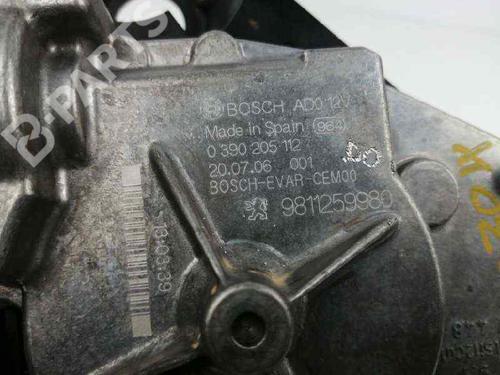 BOSCH AD0 12V
Made in Spain (964)
0 390 205 112
20.07.06 001
BOSCH-EVAR-CEM00
9811259980
B-PARTS